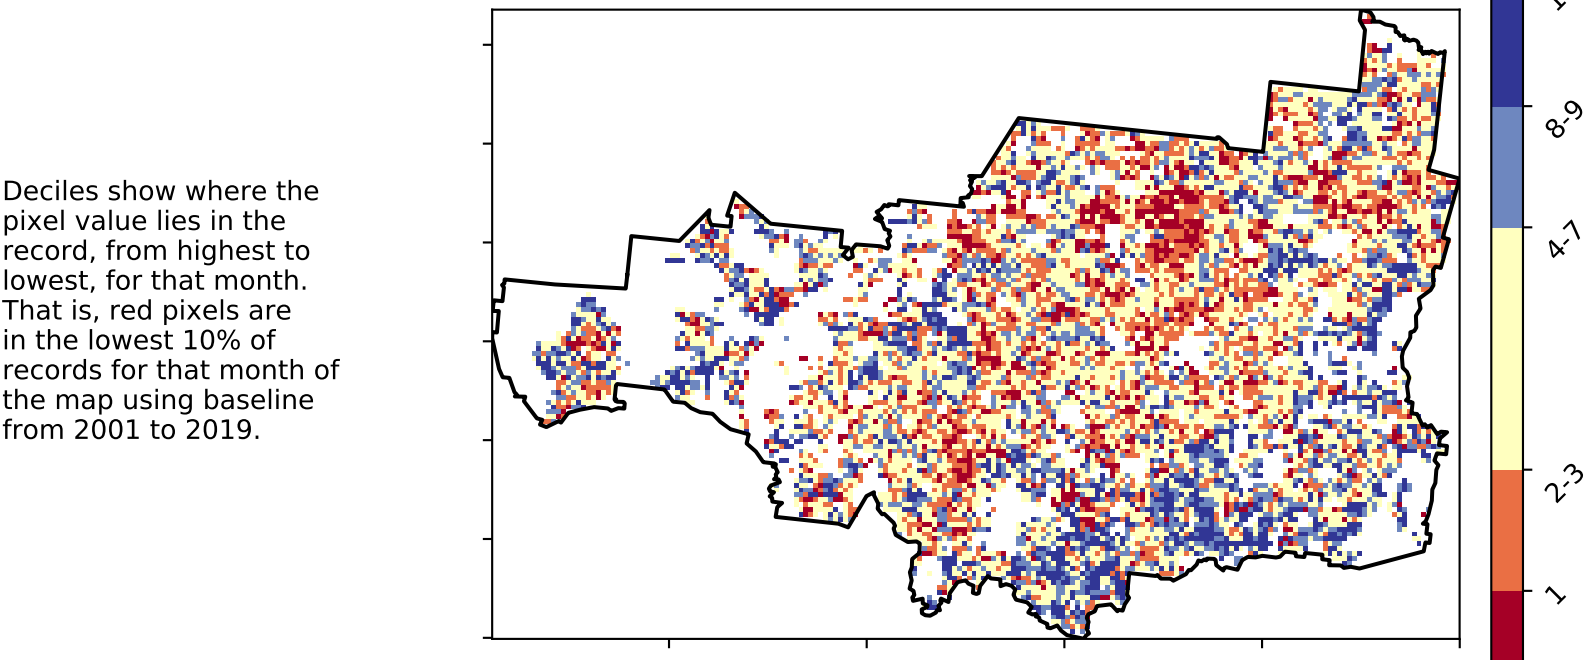 Deciles show where the
pixel value lies in the
record, from highest to
lowest, for that month.
That is, red pixels are
in the lowest 10% of
records for that month of
the map using baseline
from 2001 to 2019.
8-9
4-7
2-3
1